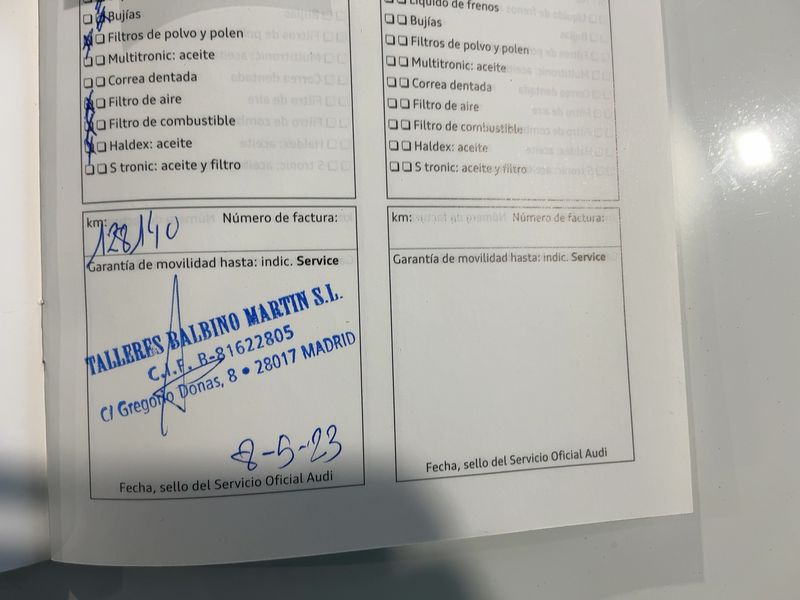 Bujías
Filtros de polvo y polen
Multitronic: aceite
Correa dentada
Filtro de aire
Filtro de combustible
Haldex: aceite
S tronic: aceite y filtro
km: 128140 Número de factura:
Garantía de movilidad hasta: indic. Service
TALLERES BALBINO MARTIN S.L.
C.I.F. B-81622805
C/ Gregorio Donas, 8 • 28017 MADRID
8-5-23
Fecha, sello del Servicio Oficial Audi
Líquido de frenos
Bujías
Filtros de polvo y polen
Multitronic: aceite
Correa dentada
Filtro de aire
Filtro de combustible
Haldex: aceite
S tronic: aceite y filtro
km: Número de factura:
Garantía de movilidad hasta: indic. Service
Fecha, sello del Servicio Oficial Audi